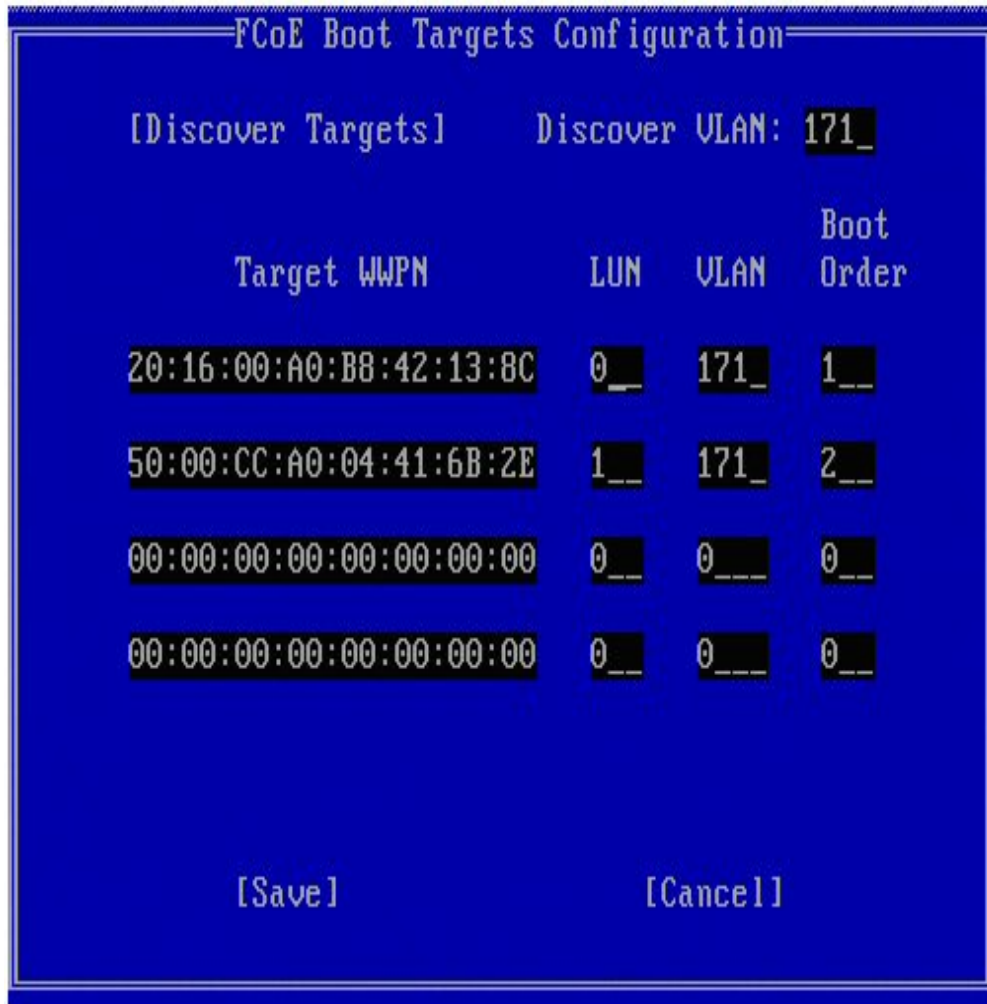 FCoE Boot Targets Configuration
[Discover Targets] Discover VLAN: 171_
Boot
Target WWPN LUN VLAN Order
20:16:00:A0:B8:42:13:8C 0__ 171_ 1__
50:00:CC:A0:04:41:6B:2E 1__ 171_ 2__
00:00:00:00:00:00:00:00 0__ 0___ 0__
00:00:00:00:00:00:00:00 0__ 0___ 0__
[Save] [Cancel]